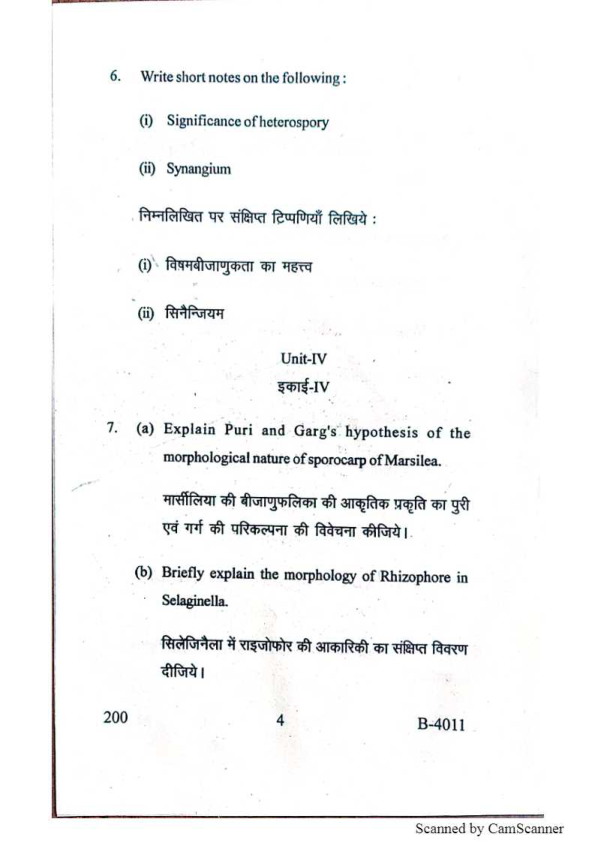 6. Write short notes on the following :
(i) Significance of heterospory
(ii) Synangium
निम्नलिखित पर संक्षिप्त टिप्पणियाँ लिखिये :
(i) विषमबीजाणुकता का महत्त्व
(ii) सिनैन्जियम
Unit-IV
इकाई-IV
7. (a) Explain Puri and Garg's hypothesis of the
morphological nature of sporocarp of Marsilea.
मार्सीलिया की बीजाणुफलिका की आकृतिक प्रकृति का पुरी
एवं गर्ग की परिकल्पना की विवेचना कीजिये।
(b) Briefly explain the morphology of Rhizophore in
Selaginella.
सिलेजिनैला में राइजोफोर की आकारिकी का संक्षिप्त विवरण
दीजिये।
200 4 B-4011
Scanned by CamScanner